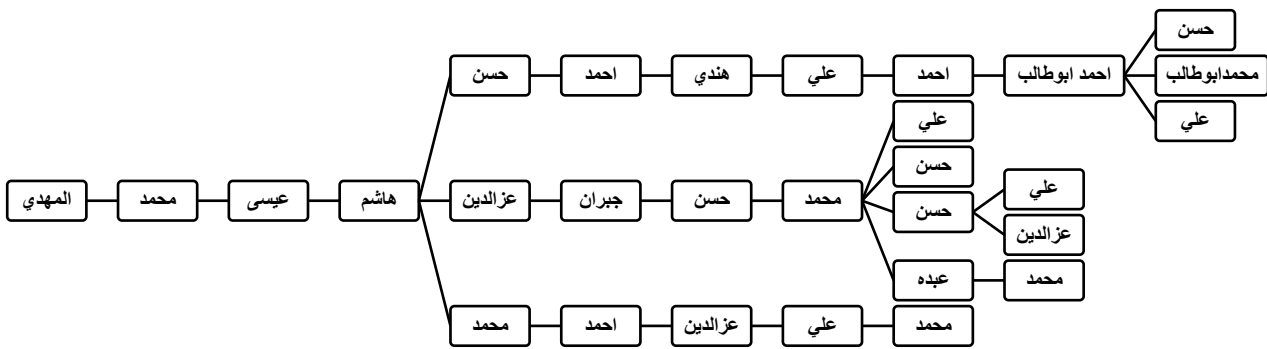 حسن
حسن
احمد
هندي
علي
احمد
احمد ابوطالب
محمدابوطالب
علي
علي
حسن
علي
المهدي
محمد
عيسى
هاشم
عزالدين
جبران
حسن
محمد
حسن
عزالدين
عبده
محمد
محمد
احمد
عزالدين
علي
محمد